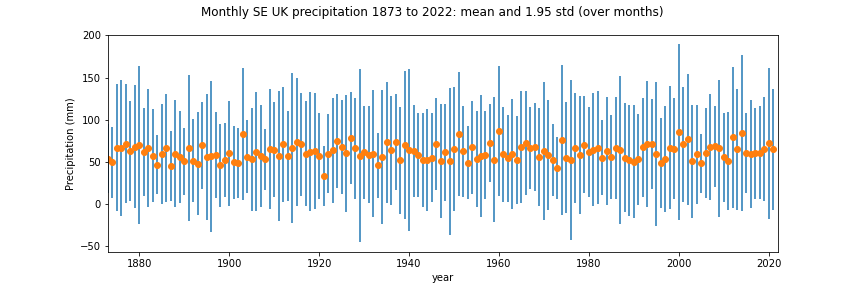 Monthly SE UK precipitation 1873 to 2022: mean and 1.95 std (over months)
200
150
100
50
0
−50
Precipitation (mm)
1880 1900 1920 1940 1960 1980 2000 2020
year